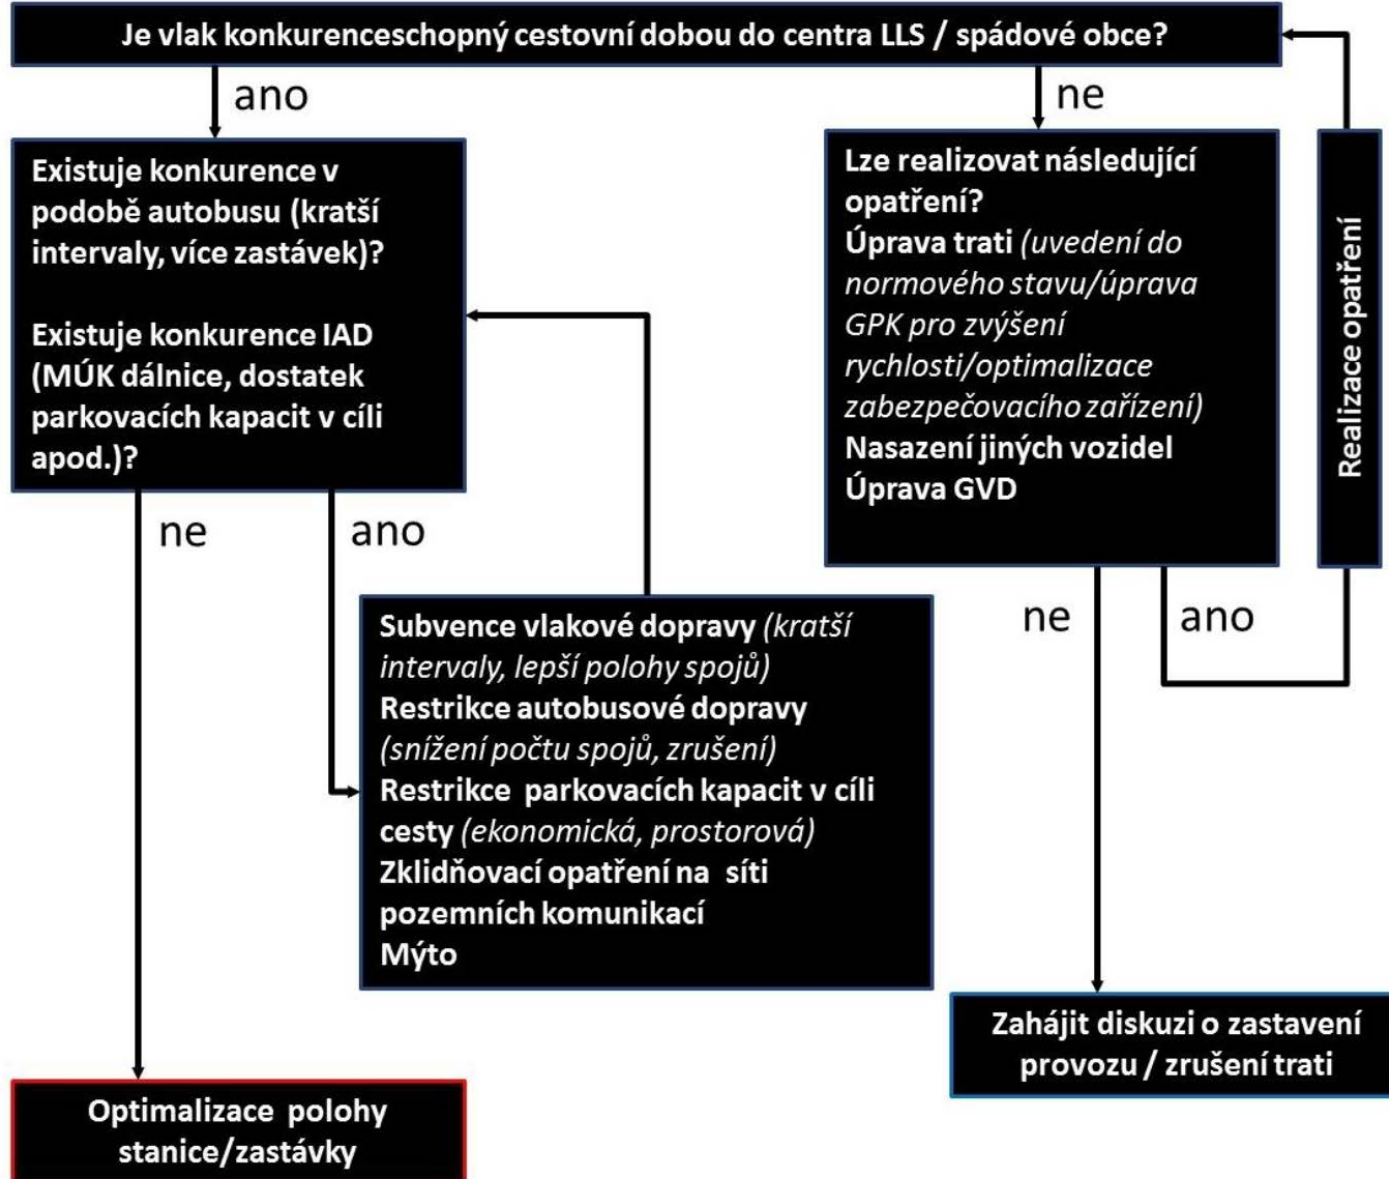 Je vlak konkurenceschopný cestovní dobou do centra LLS / spádové obce?
ano
ne
Existuje konkurence v
podobě autobusu (kratší
intervaly, více zastávek)?
Existuje konkurence IAD
(MÚK dálnice, dostatek
parkovacích kapacit v cíli
apod.)?
Lze realizovat následující
opatření?
Úprava trati (uvedení do
normového stavu/úprava
GPK pro zvýšení
rychlosti/optimalizace
zabezpečovacího zařízení)
Nasazení jiných vozidel
Úprava GVD
Realizace opatření
ne
ano
ne
ano
Subvence vlakové dopravy (kratší
intervaly, lepší polohy spojů)
Restrikce autobusové dopravy
(snížení počtu spojů, zrušení)
Restrikce parkovacích kapacit v cíli
cesty (ekonomická, prostorová)
Zklidňovací opatření na síti
pozemních komunikací
Mýto
Zahájit diskuzi o zastavení
provozu / zrušení trati
Optimalizace polohy
stanice/zastávky